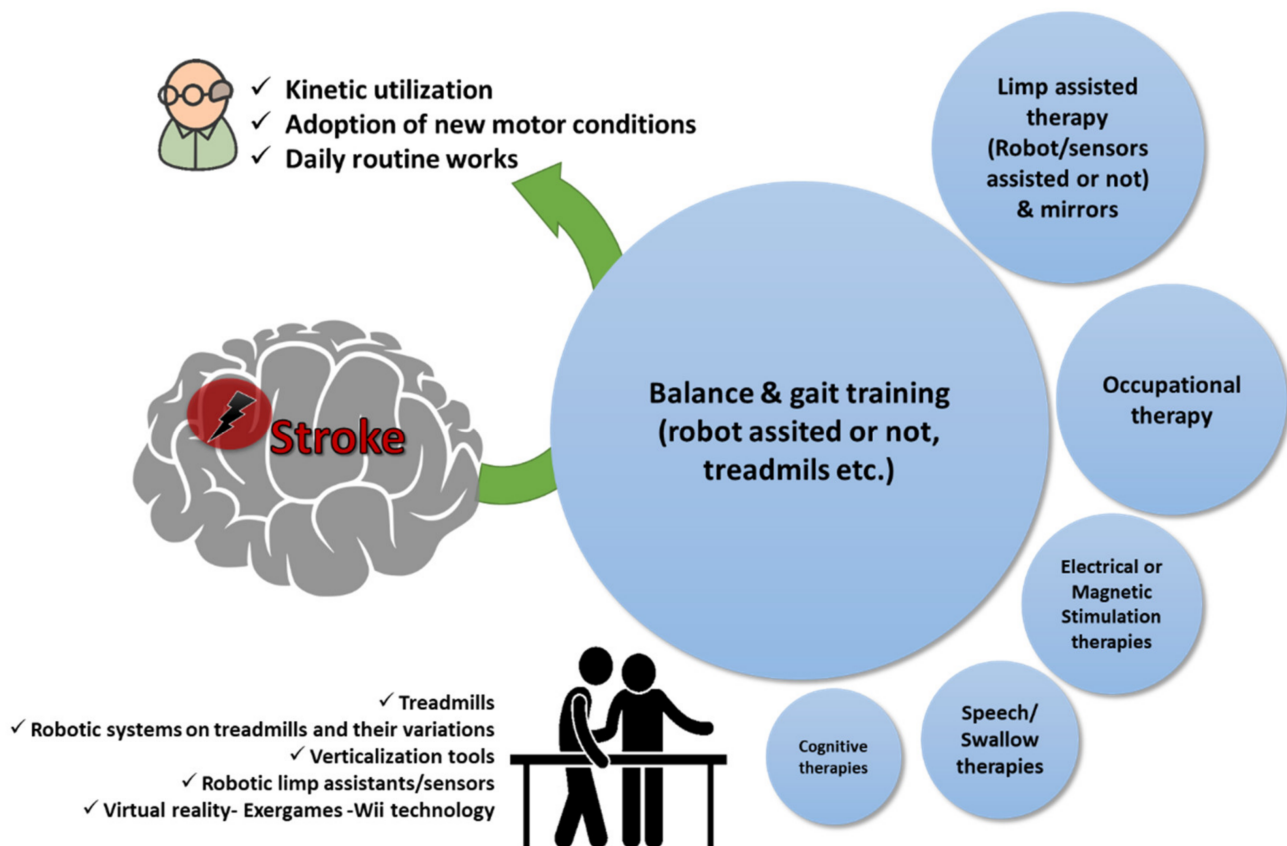 ✓ Kinetic utilization
✓ Adoption of new motor conditions
✓ Daily routine works
Limp assisted
therapy
(Robot/sensors
assisted or not)
& mirrors
Stroke
Balance & gait training
(robot assited or not,
treadmils etc.)
Occupational
therapy
Electrical or
Magnetic
Stimulation
therapies
Speech/
Swallow
therapies
Cognitive
therapies
✓ Treadmills
✓ Robotic systems on treadmills and their variations
✓ Verticalization tools
✓ Robotic limp assistants/sensors
✓ Virtual reality- Exergames -Wii technology